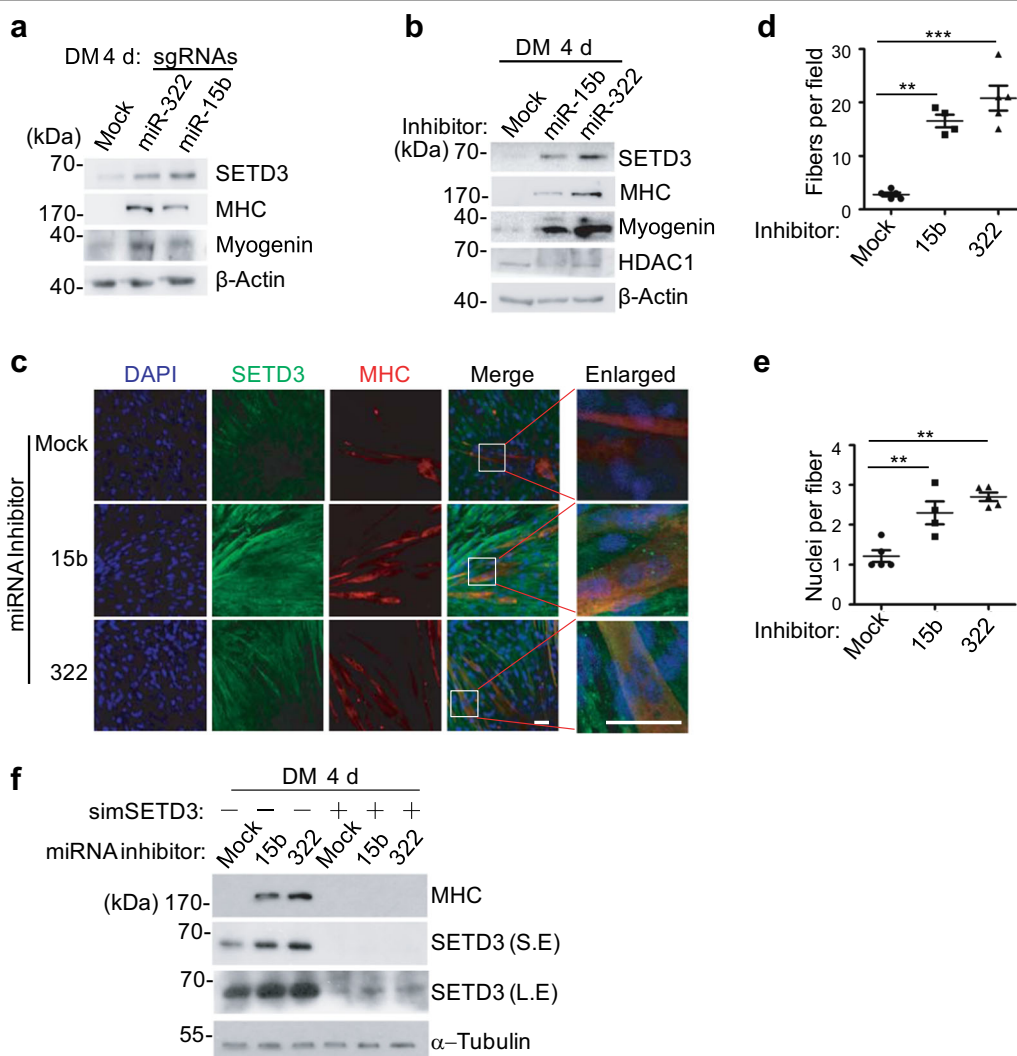 a
DM 4 d: sgRNAs
Mock miR-322 miR-15b
(kDa)
70- SETD3
170- MHC
40- Myogenin
40- β-Actin
b
DM 4 d
Inhibitor: Mock miR-15b miR-322
(kDa) 70- SETD3
170- MHC
40- Myogenin
70- HDAC1
40- β-Actin
d
Fibers per field
30
20
10
0
***
**
Inhibitor: Mock 15b 322
c
DAPI SETD3 MHC Merge Enlarged
miRNA Inhibitor
Mock
15b
322
e
Nuclei per fiber
4
3
2
1
0
**
**
Inhibitor: Mock 15b 322
f
DM 4 d
simSETD3: − − − + + +
miRNA inhibitor: Mock 15b 322 Mock 15b 322
(kDa) 170- MHC
70- SETD3 (S.E)
70- SETD3 (L.E)
55- α−Tubulin